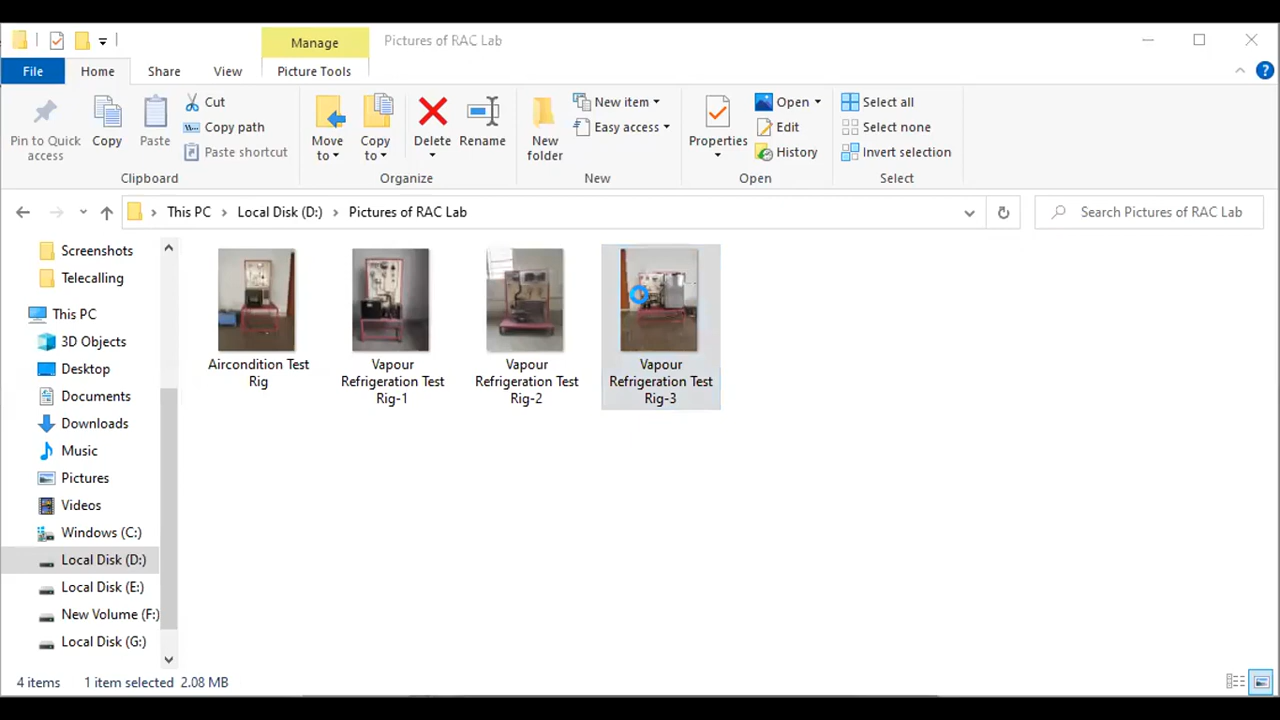 Manage
Pictures of RAC Lab
File
Home
Share
View
Picture Tools
Pin to Quick
access
Copy
Paste
Cut
Copy path
Paste shortcut
Clipboard
Move
to
Copy
to
Delete
Rename
Organize
New
folder
New item
Easy access
New
Properties
Open
Edit
History
Open
Select all
Select none
Invert selection
Select
This PC
Local Disk (D:)
Pictures of RAC Lab
Search Pictures of RAC Lab
Screenshots
Telecalling
This PC
3D Objects
Desktop
Documents
Downloads
Music
Pictures
Videos
Windows (C:)
Local Disk (D:)
Local Disk (E:)
New Volume (F:)
Local Disk (G:)
Aircondition Test
Rig
Vapour
Refrigeration Test
Rig-1
Vapour
Refrigeration Test
Rig-2
Vapour
Refrigeration Test
Rig-3
4 items
1 item selected 2.08 MB